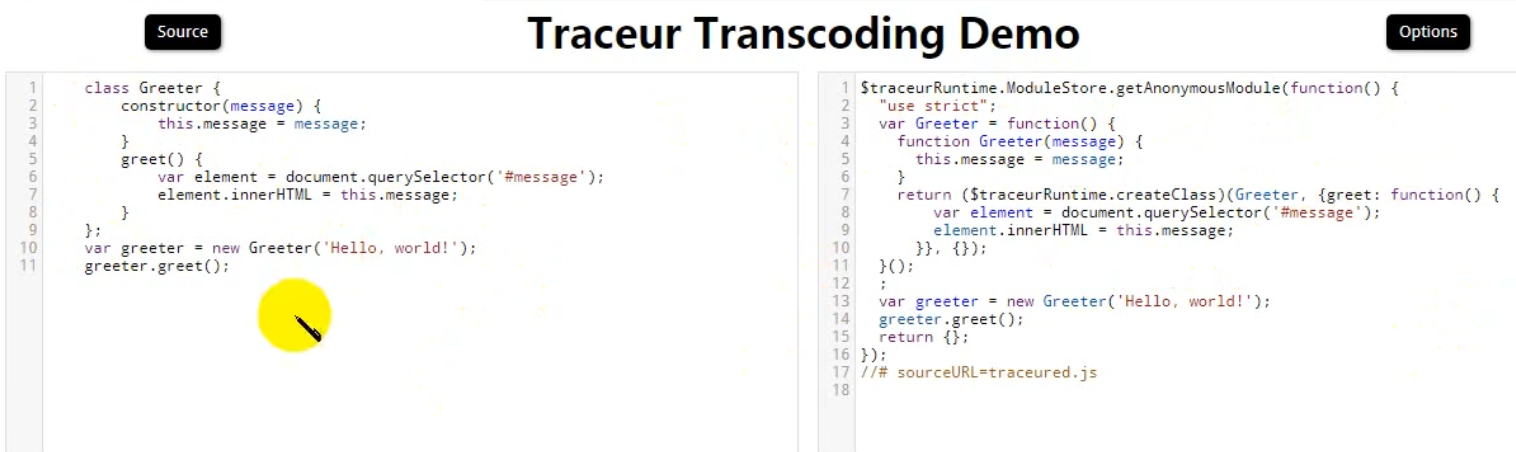 Source
Traceur Transcoding Demo
Options
1 class Greeter {
2 constructor(message) {
3 this.message = message;
4 }
5 greet() {
6 var element = document.querySelector('#message');
7 element.innerHTML = this.message;
8 }
9 };
10 var greeter = new Greeter('Hello, world!');
11 greeter.greet();
1 $traceurRuntime.ModuleStore.getAnonymousModule(function() {
2 "use strict";
3 var Greeter = function() {
4 function Greeter(message) {
5 this.message = message;
6 }
7 return ($traceurRuntime.createClass)(Greeter, {greet: function() {
8 var element = document.querySelector('#message');
9 element.innerHTML = this.message;
10 }}, {});
11 }();
12 ;
13 var greeter = new Greeter('Hello, world!');
14 greeter.greet();
15 return {};
16 });
17 //# sourceURL=traceured.js
18